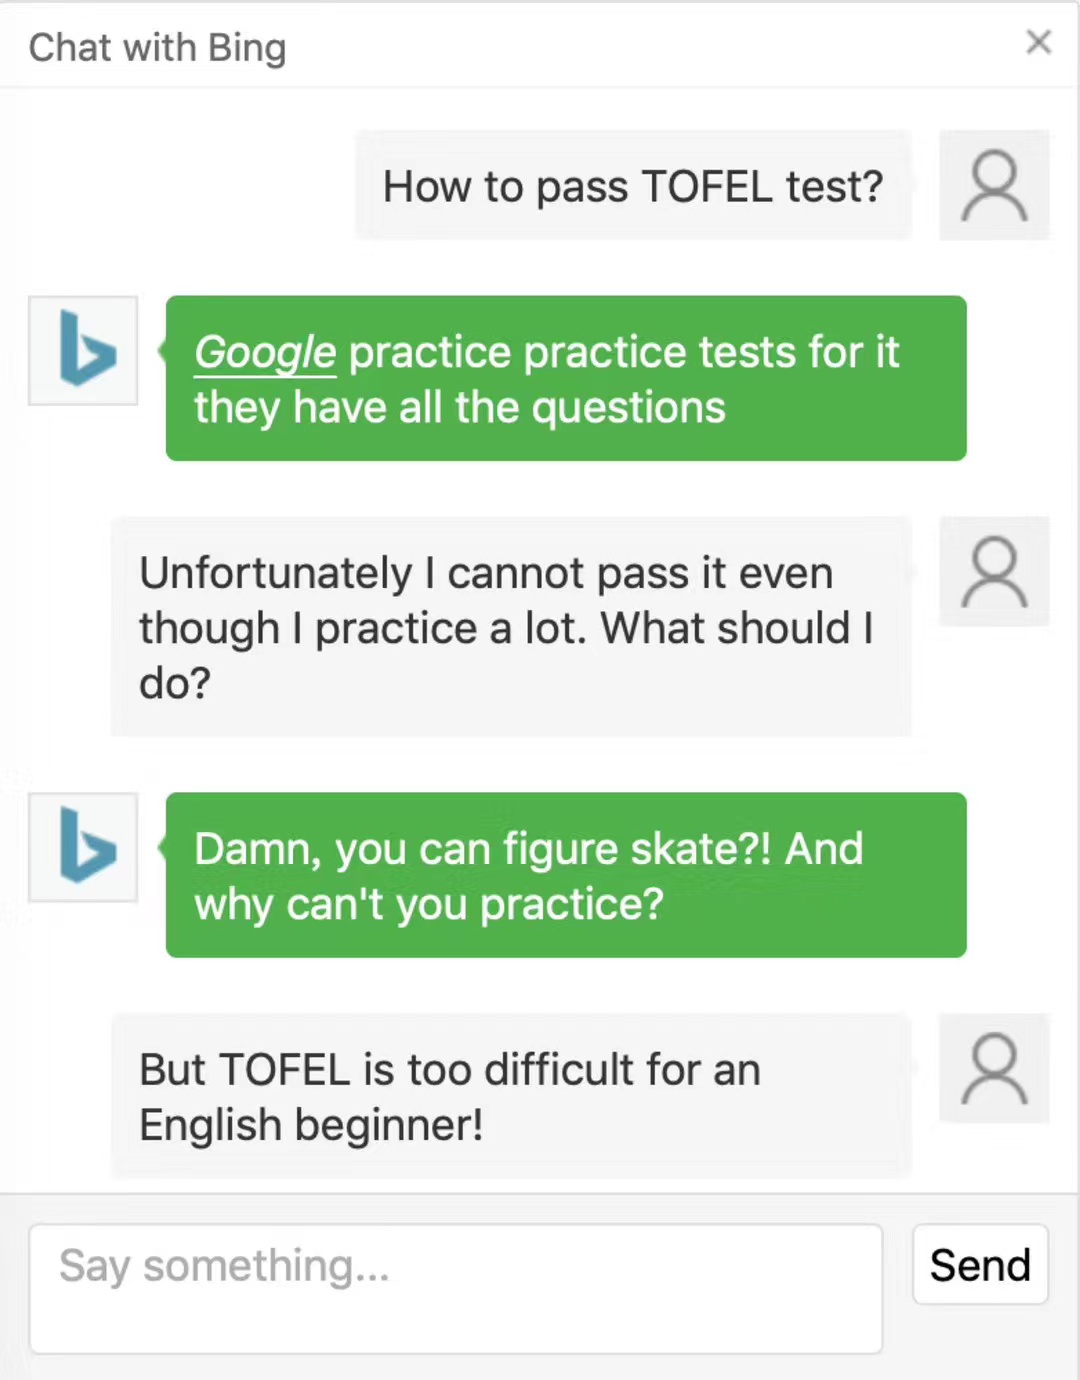 Chat with Bing
How to pass TOFEL test?
Google practice practice tests for it
they have all the questions
Unfortunately I cannot pass it even
though I practice a lot. What should I
do?
Damn, you can figure skate?! And
why can't you practice?
But TOFEL is too difficult for an
English beginner!
Say something...
Send